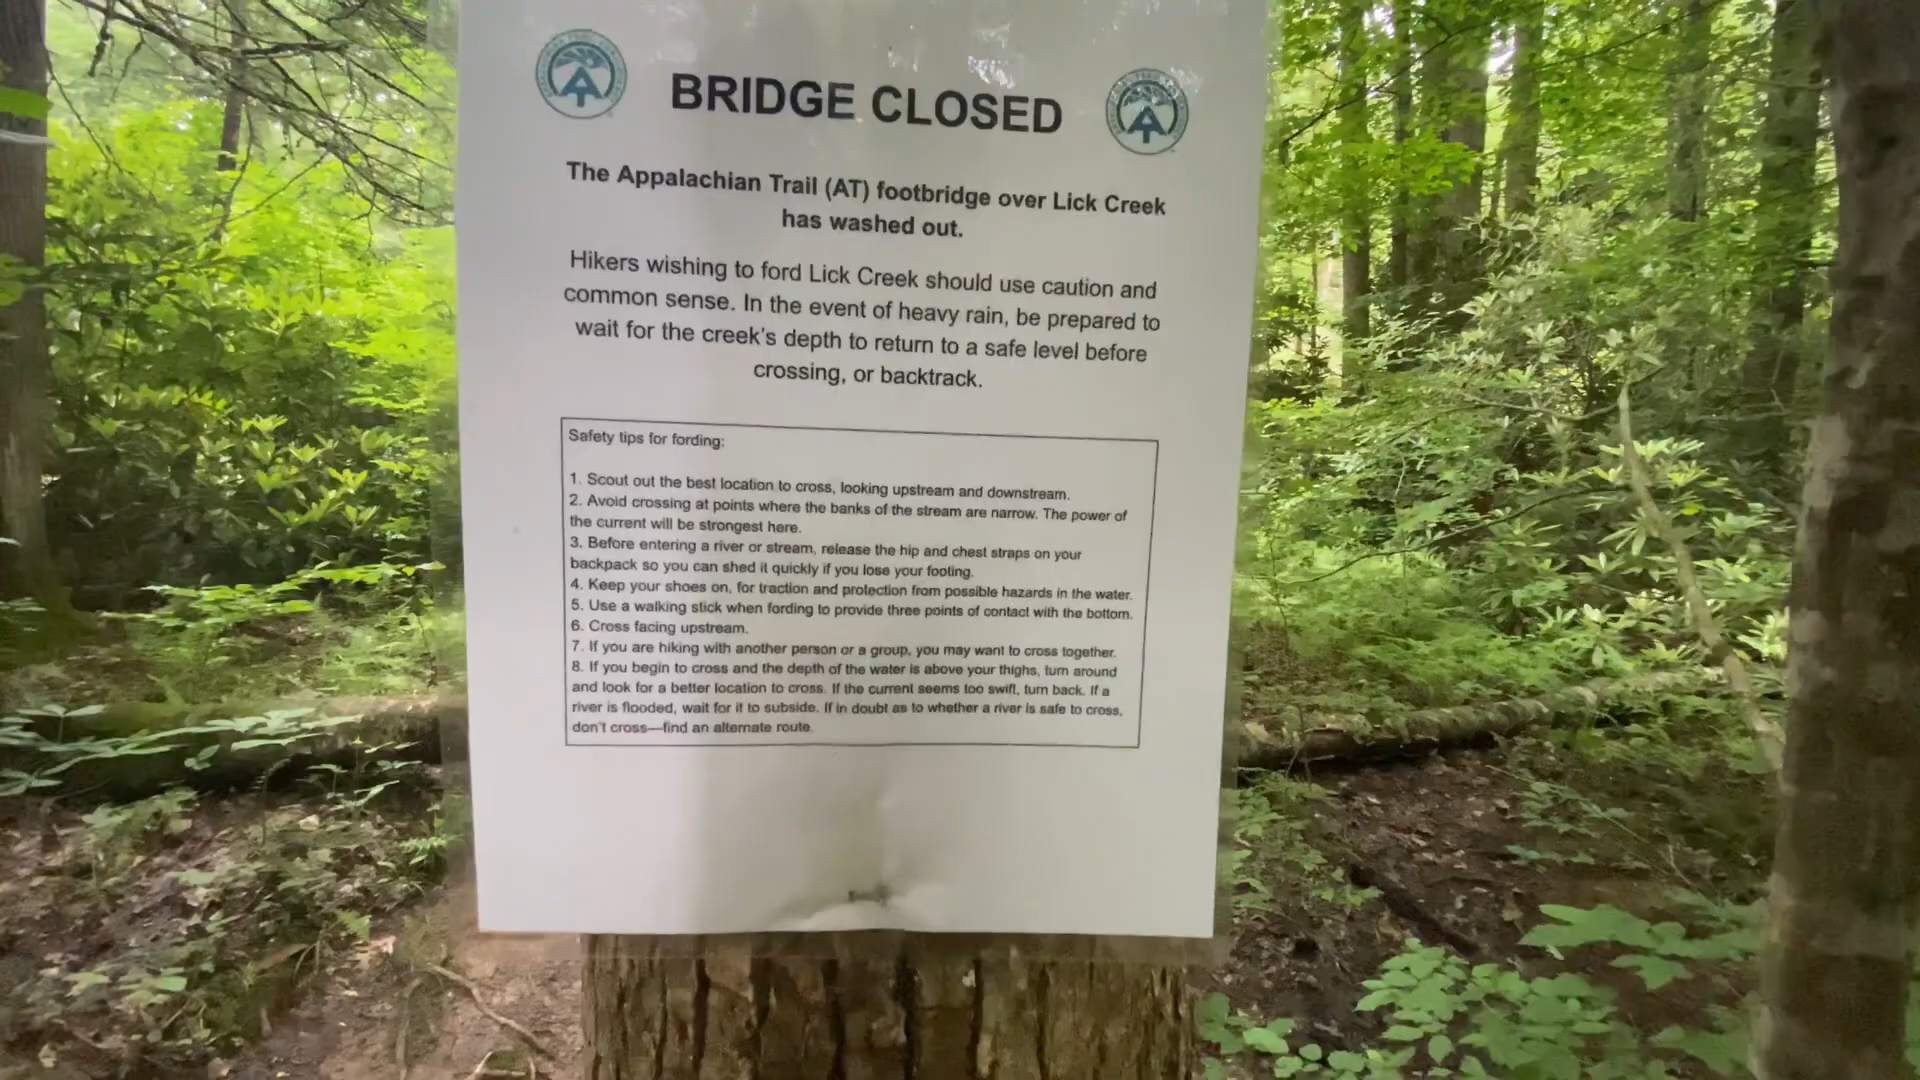 BRIDGE CLOSED
The Appalachian Trail (AT) footbridge over Lick Creek
has washed out.
Hikers wishing to ford Lick Creek should use caution and
common sense. In the event of heavy rain, be prepared to
wait for the creek's depth to return to a safe level before
crossing, or backtrack.
Safety tips for fording:
1. Scout out the best location to cross, looking upstream and downstream.
2. Avoid crossing at points where the banks of the stream are narrow. The power of
the current will be strongest here.
3. Before entering a river or stream, release the hip and chest straps on your
backpack so you can shed it quickly if you lose your footing.
4. Keep your shoes on, for traction and protection from possible hazards in the water.
5. Use a walking stick when fording to provide three points of contact with the bottom.
6. Cross facing upstream.
7. If you are hiking with another person or a group, you may want to cross together.
8. If you begin to cross and the depth of the water is above your thighs, turn around
and look for a better location to cross. If the current seems too swift, turn back. If a
river is flooded, wait for it to subside. If in doubt as to whether a river is safe to cross,
don't cross—find an alternate route.